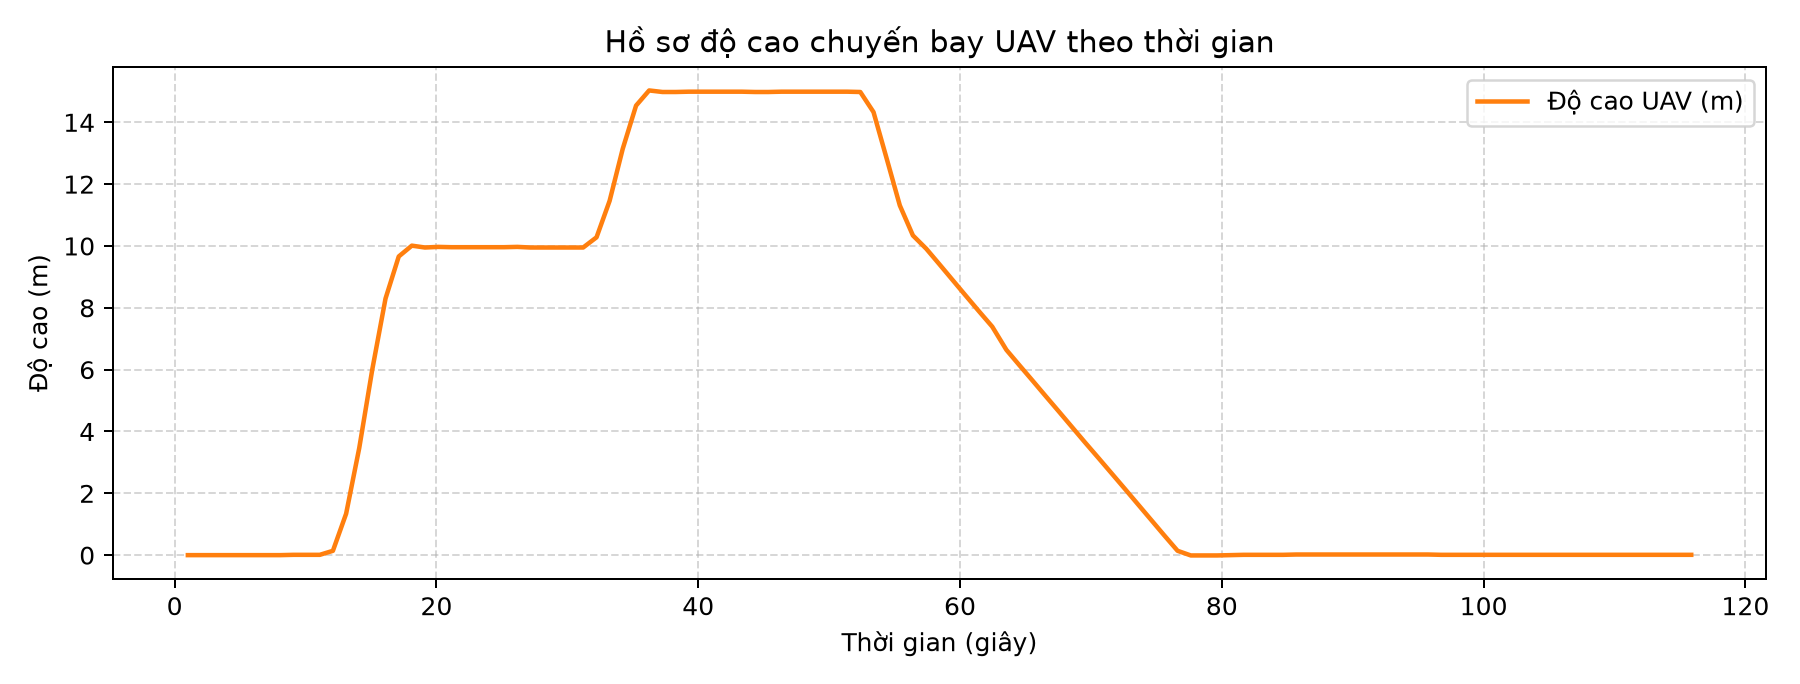 Hồ sơ độ cao chuyến bay UAV theo thời gian
Độ cao UAV (m)
Độ cao (m)
14
12
10
8
6
4
2
0
0 20 40 60 80 100 120
Thời gian (giây)